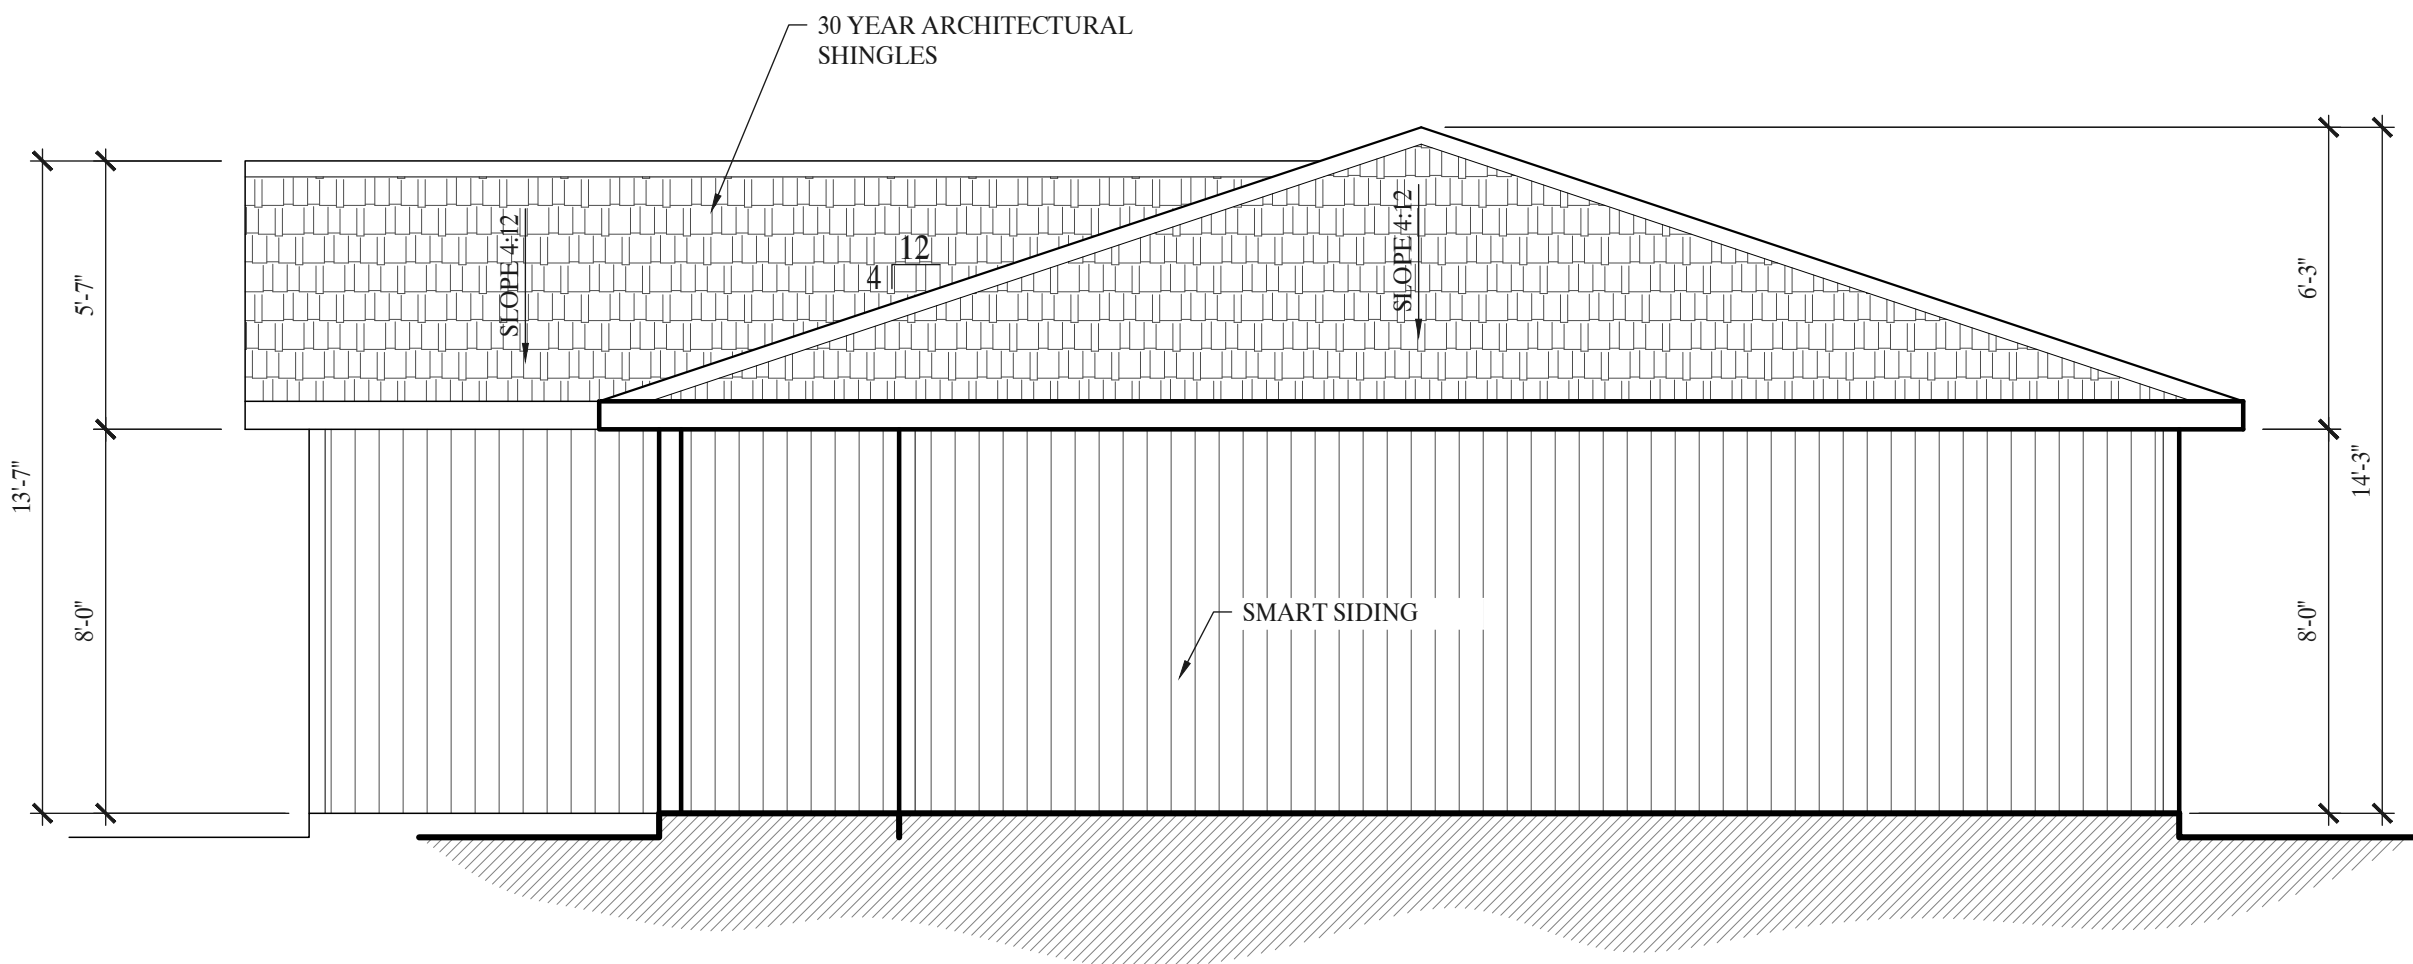 30 YEAR ARCHITECTURAL
SHINGLES
SLOPE 4:12
12
4
SLOPE 4:12
5'-7"
6'-3"
13'-7"
14'-3"
8'-0"
SMART SIDING
8'-0"